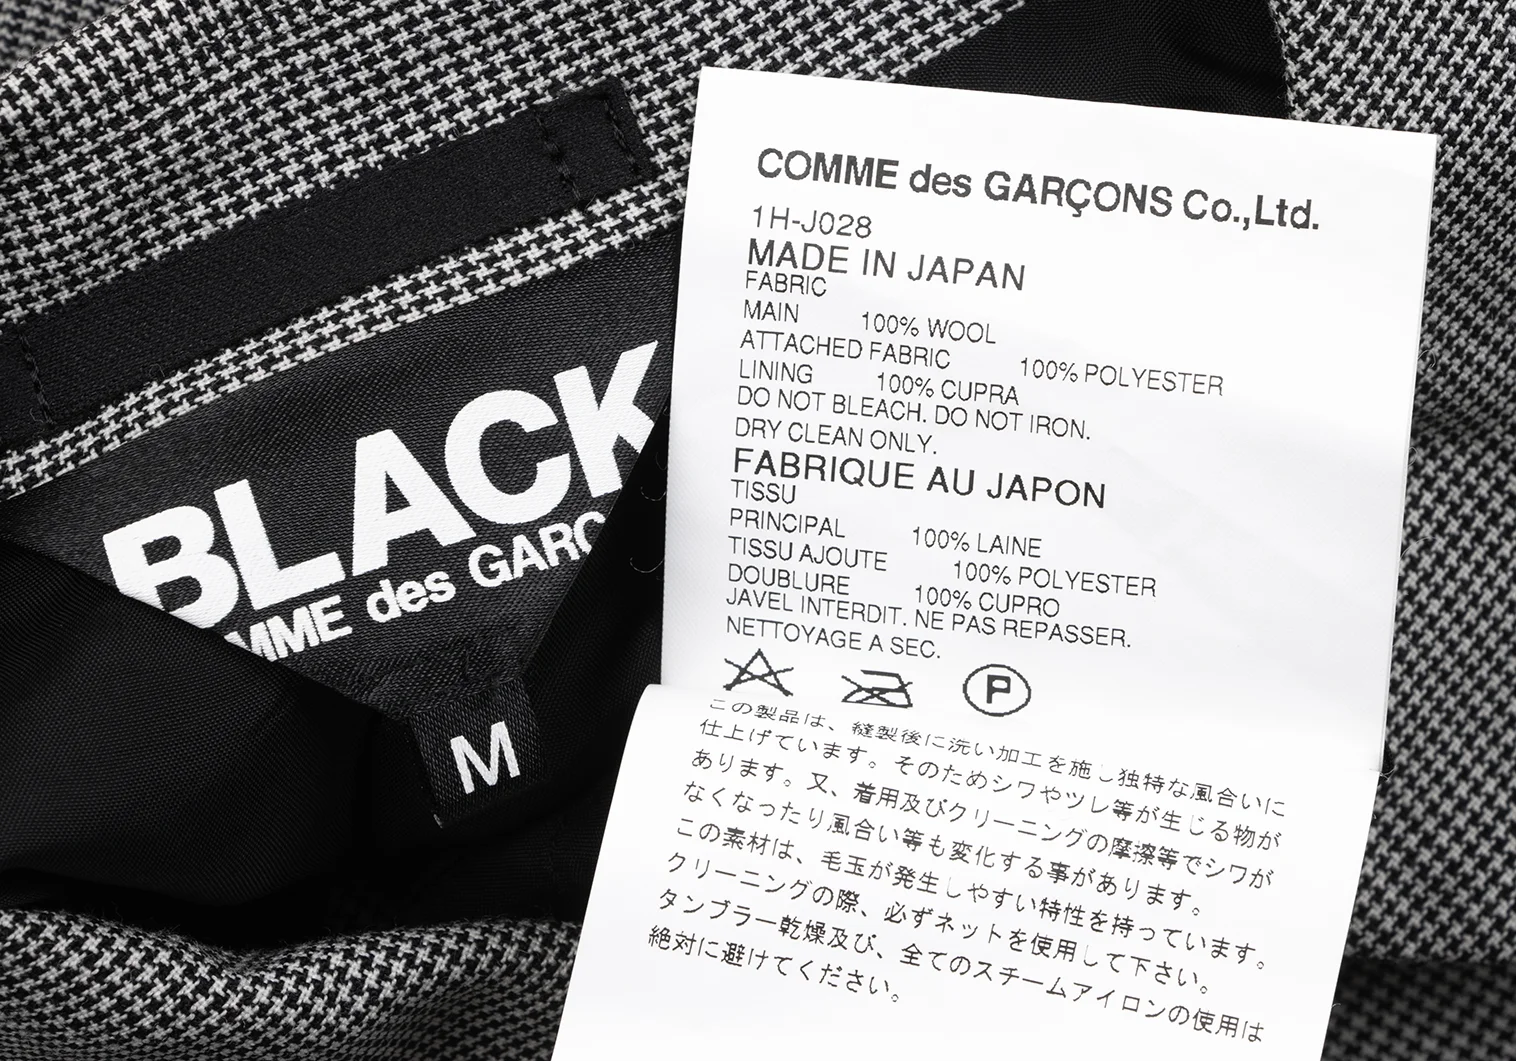 BLACK
MME des GARÇ
M
COMME des GARÇONS Co.,Ltd.
1H-J028
MADE IN JAPAN
FABRIC
MAIN 100% WOOL
ATTACHED FABRIC 100% POLYESTER
LINING 100% CUPRA
DO NOT BLEACH. DO NOT IRON.
DRY CLEAN ONLY.
FABRIQUE AU JAPON
TISSU
PRINCIPAL 100% LAINE
TISSU AJOUTE 100% POLYESTER
DOUBLURE 100% CUPRO
JAVEL INTERDIT. NE PAS REPASSER.
NETTOYAGE A SEC.
P
この製品は、縫製後に洗い加工を施し独特な風合いに
仕上げています。そのためシワやツレ等が生じる物が
あります。又、着用及びクリーニングの摩擦等でシワが
なくなったり風合い等も変化する事があります。
この素材は、毛玉が発生しやすい特性を持っています。
クリーニングの際、必ずネットを使用して下さい。
タンブラー乾燥及び、全てのスチームアイロンの使用は
絶対に避けてください。